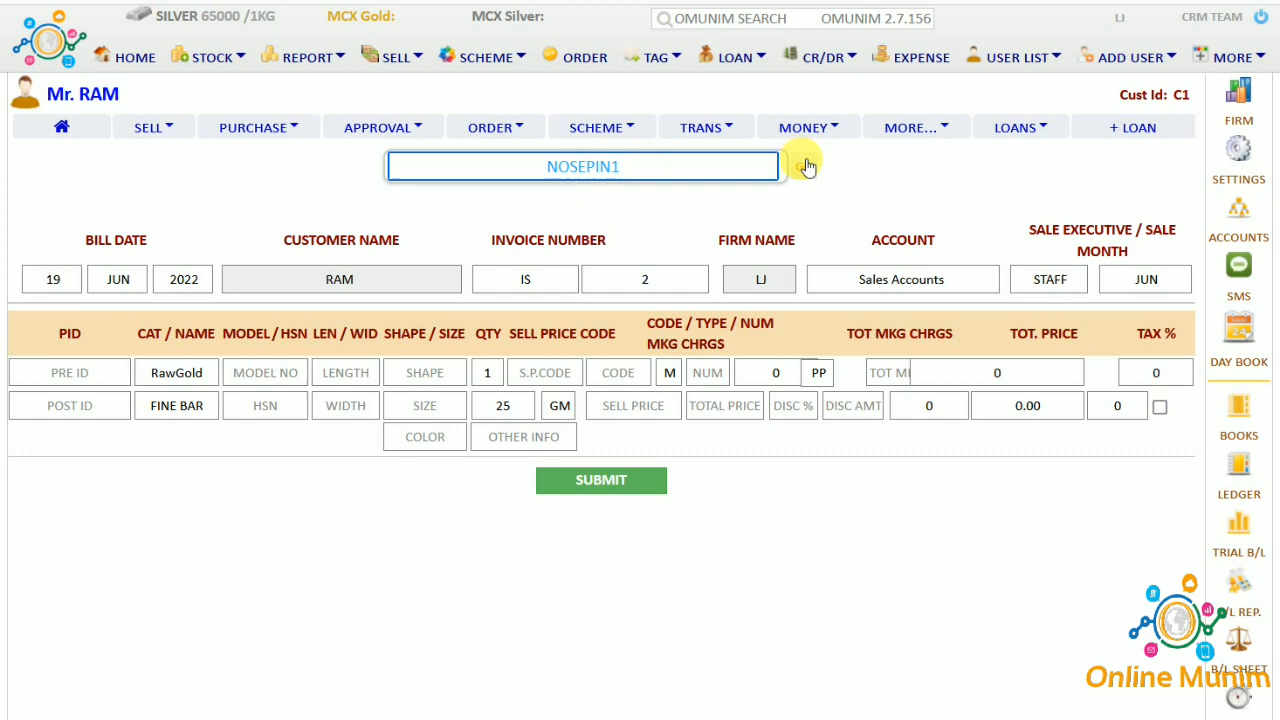 SILVER 65000 /1KG
MCX Gold:
MCX Silver:
OMUNIM SEARCH
OMUNIM 2.7.156
LJ
CRM TEAM
HOME
STOCK
REPORT
SELL
SCHEME
ORDER
TAG
LOAN
CR/DR
EXPENSE
USER LIST
ADD USER
MORE
Mr. RAM
Cust Id: C1
SELL
PURCHASE
APPROVAL
ORDER
SCHEME
TRANS
MONEY
MORE...
LOANS
+ LOAN
NOSEPIN1
BILL DATE
CUSTOMER NAME
INVOICE NUMBER
FIRM NAME
ACCOUNT
SALE EXECUTIVE / SALE
MONTH
19
JUN
2022
RAM
IS
2
LJ
Sales Accounts
STAFF
JUN
PID
CAT / NAME
MODEL / HSN
LEN / WID
SHAPE / SIZE
QTY
SELL PRICE CODE
CODE / TYPE / NUM
MKG CHRGS
TOT MKG CHRGS
TOT. PRICE
TAX %
PRE ID
RawGold
MODEL NO
LENGTH
SHAPE
1
S.P.CODE
CODE
M
NUM
0
PP
TOT MI
0
0
POST ID
FINE BAR
HSN
WIDTH
SIZE
25
GM
SELL PRICE
TOTAL PRICE
DISC %
DISC AMT
0
0.00
0
COLOR
OTHER INFO
SUBMIT
FIRM
SETTINGS
ACCOUNTS
SMS
DAY BOOK
BOOKS
LEDGER
TRIAL B/L
/L REP.
B/L SHEET
Online Munim